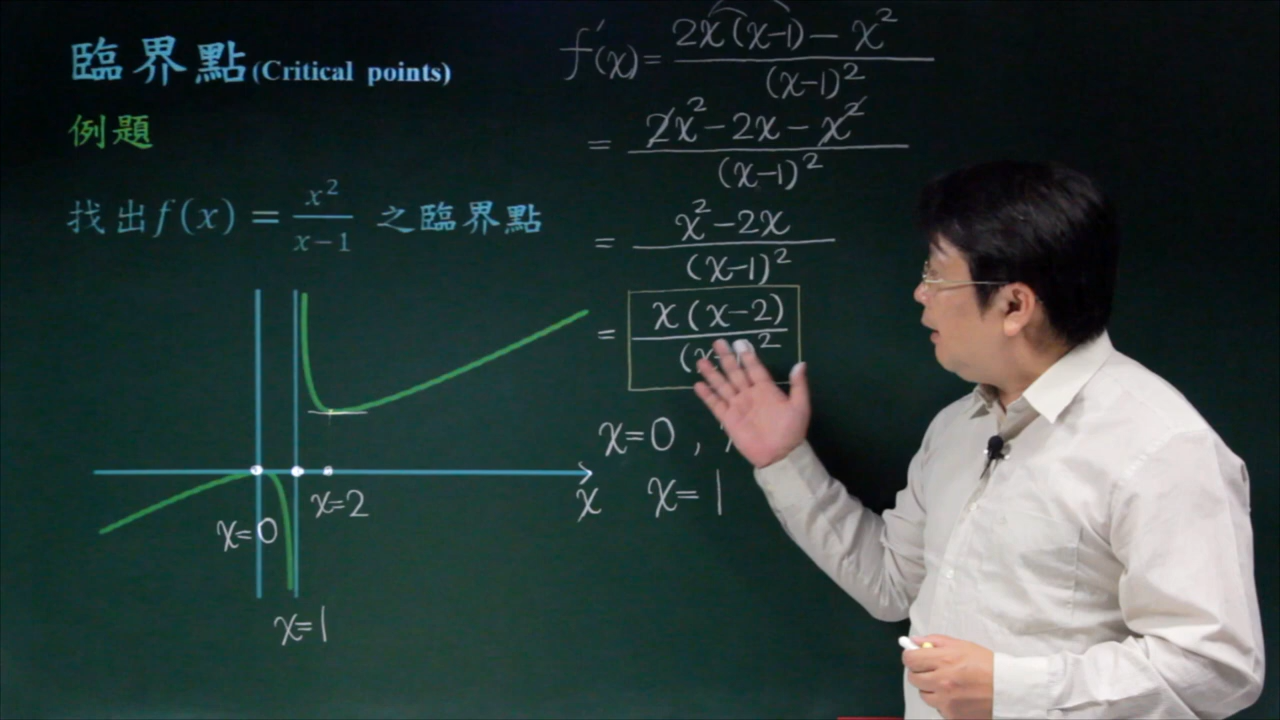 臨界點(Critical points)
例題
找出f(x) = x²/(x−1) 之臨界點
x=0
x=2
x
x=1
f′(x) = (2x(x−1) − x²)/(x−1)²
= (2x² − 2x − x²)/(x−1)²
= (x² − 2x)/(x−1)²
= x(x−2)/(x 2
x=0 ,
x=1